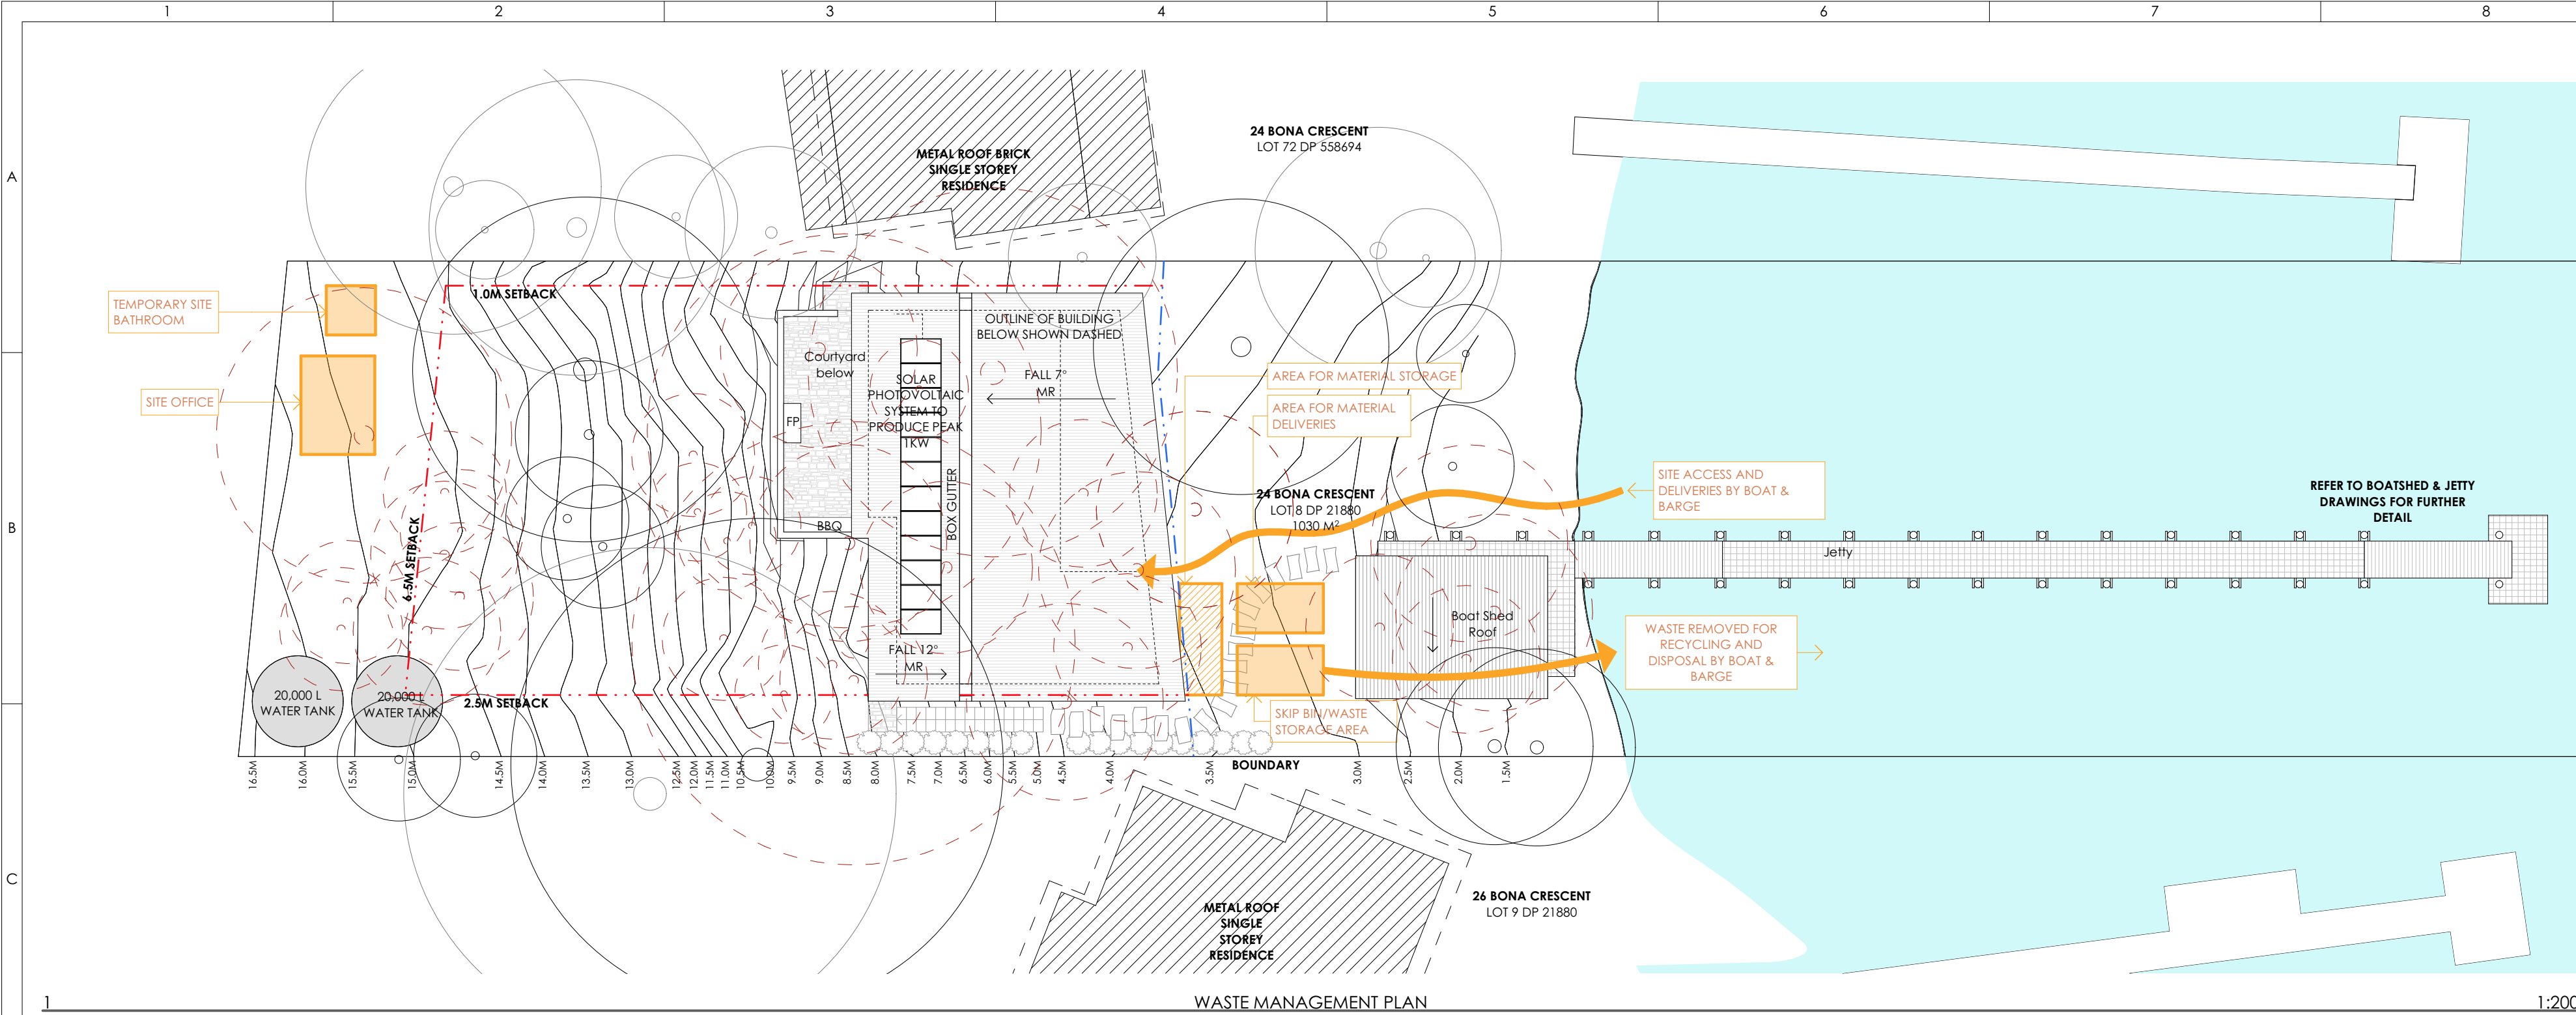 1 2 3 4 5 6 7 8
A
B
C
24 BONA CRESCENT
LOT 72 DP 558694
METAL ROOF BRICK
SINGLE STOREY
RESIDENCE
TEMPORARY SITE
BATHROOM
SITE OFFICE
1.0M SETBACK
OUTLINE OF BUILDING
BELOW SHOWN DASHED
Courtyard
below
FP
BBQ
SOLAR
PHOTOVOLTAIC
SYSTEM TO
PRODUCE PEAK
1KW
BOX GUTTER
FALL 7°
MR
FALL 12°
MR
AREA FOR MATERIAL STORAGE
AREA FOR MATERIAL
DELIVERIES
24 BONA CRESCENT
LOT 8 DP 21880
1030 M²
SITE ACCESS AND
DELIVERIES BY BOAT &
BARGE
REFER TO BOATSHED & JETTY
DRAWINGS FOR FURTHER
DETAIL
Jetty
Boat Shed
Roof
WASTE REMOVED FOR
RECYCLING AND
DISPOSAL BY BOAT &
BARGE
SKIP BIN/WASTE
STORAGE AREA
6.5M SETBACK
20,000 L
WATER TANK
20,000 L
WATER TANK
2.5M SETBACK
16.5M 16.0M 15.5M 15.0M 14.5M 14.0M 13.5M 13.0M 12.5M 12.0M 11.5M 11.0M 10.5M 10.0M 9.5M 9.0M 8.5M 8.0M 7.5M 7.0M 6.5M 6.0M 5.5M 5.0M 4.5M 4.0M 3.5M 3.0M 2.5M 2.0M 1.5M
BOUNDARY
26 BONA CRESCENT
LOT 9 DP 21880
METAL ROOF
SINGLE
STOREY
RESIDENCE
1
WASTE MANAGEMENT PLAN
1:200